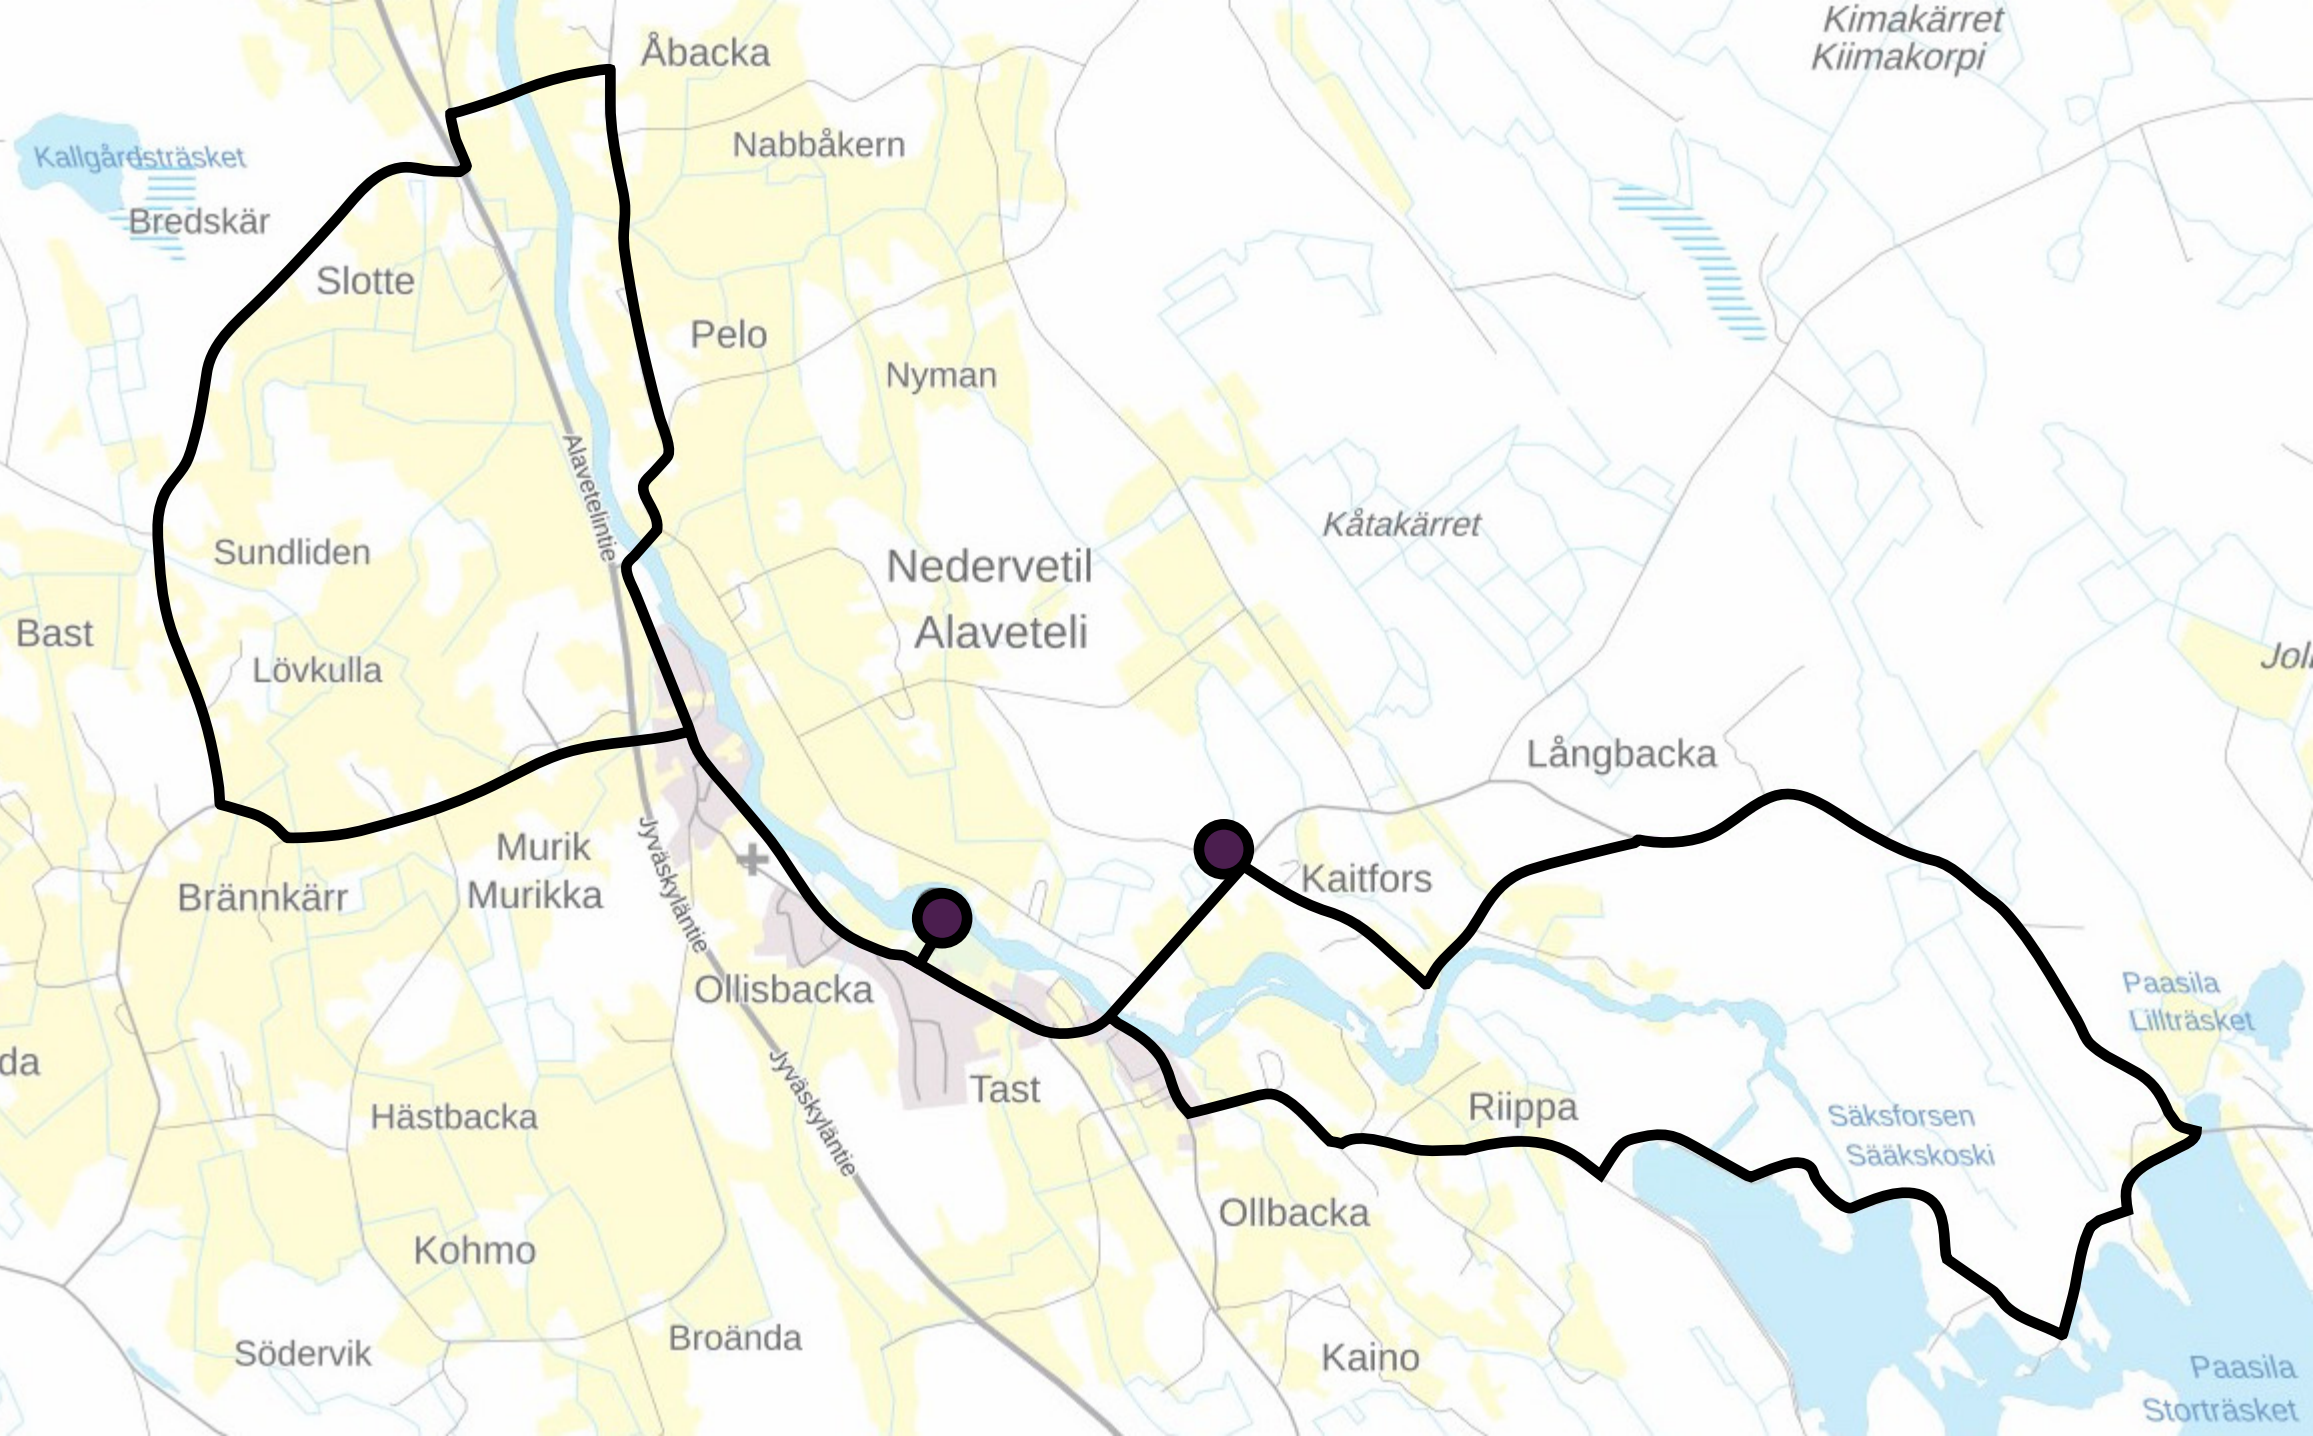 Kimakärret
Kiimakorpi
Åbacka
Nabbåkern
Kallgårdsträsket
Bredskär
Slotte
Pelo
Nyman
Alavetelintie
Kåtakärret
Sundliden
Nedervetil
Alaveteli
Bast
Lövkulla
Långbacka
Murik
Murikka
Jyväskyläntie
Kaitfors
Brännkärr
Ollisbacka
Paasila
Lillträsket
da
Jyväskyläntie
Tast
Riippa
Hästbacka
Säksforsen
Sääkskoski
Ollbacka
Kohmo
Broända
Södervik
Kaino
Paasila
Storträsket